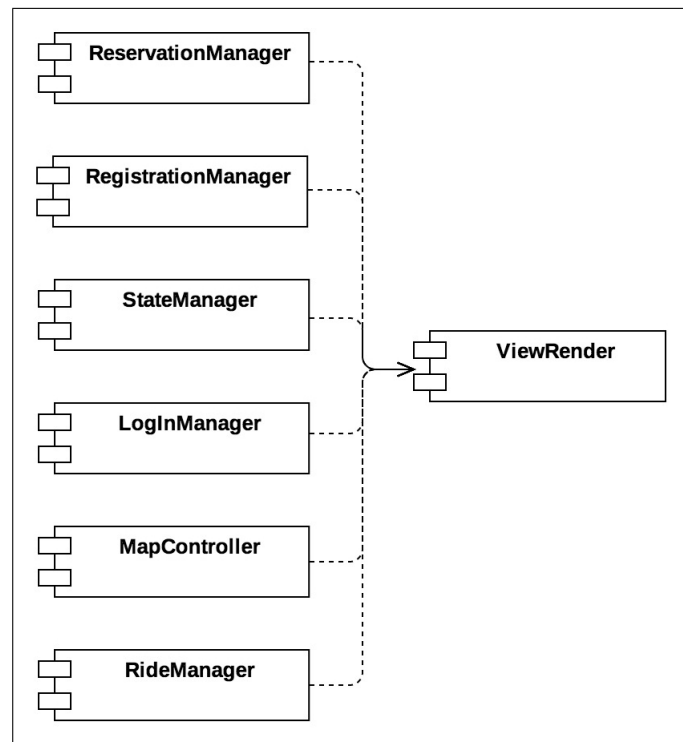 ReservationManager
RegistrationManager
StateManager
ViewRender
LogInManager
MapController
RideManager